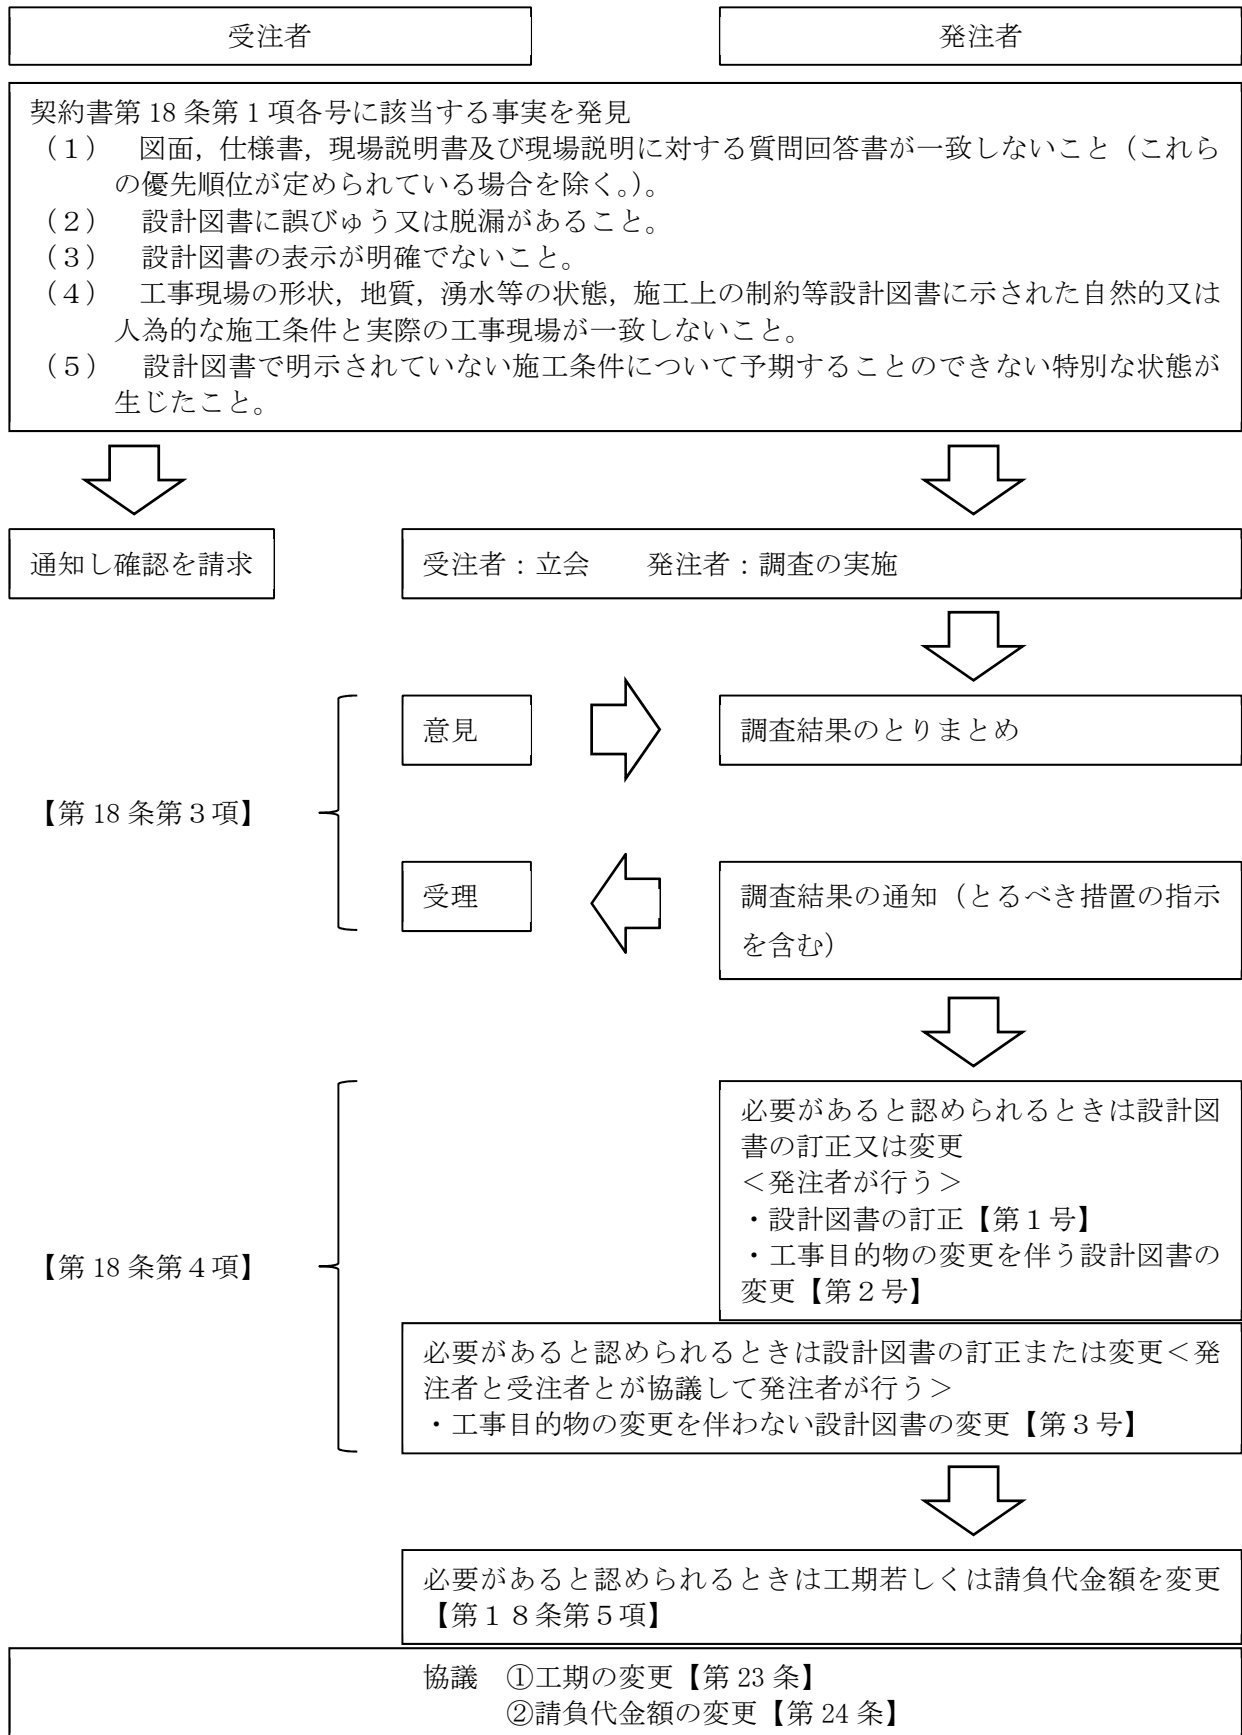 受注者
発注者
契約書第 18 条第１項各号に該当する事実を発見
（１）　図面，仕様書，現場説明書及び現場説明に対する質問回答書が一致しないこと（これら
の優先順位が定められている場合を除く。）。
（２）　設計図書に誤びゅう又は脱漏があること。
（３）　設計図書の表示が明確でないこと。
（４）　工事現場の形状，地質，湧水等の状態，施工上の制約等設計図書に示された自然的又は
人為的な施工条件と実際の工事現場が一致しないこと。
（５）　設計図書で明示されていない施工条件について予期することのできない特別な状態が
生じたこと。
通知し確認を請求
受注者：立会　　発注者：調査の実施
意見
調査結果のとりまとめ
【第 18 条第３項】
受理
調査結果の通知（とるべき措置の指示
を含む）
必要があると認められるときは設計図
書の訂正又は変更
＜発注者が行う＞
・設計図書の訂正【第１号】
・工事目的物の変更を伴う設計図書の
変更【第２号】
【第 18 条第４項】
必要があると認められるときは設計図書の訂正または変更＜発
注者と受注者とが協議して発注者が行う＞
・工事目的物の変更を伴わない設計図書の変更【第３号】
必要があると認められるときは工期若しくは請負代金額を変更
【第１８条第５項】
協議　①工期の変更【第 23 条】
②請負代金額の変更【第 24 条】